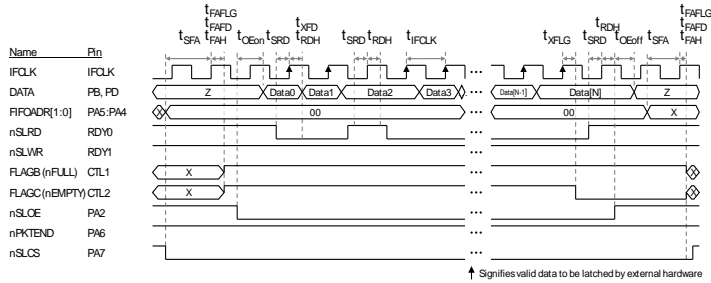 tFAFLG
tFAFD
tSFA tFAH tOEon tSRD tXFD tRDH tSRD tRDH tIFCLK tXFLG tRDH tSRD tOEoff tSFA tFAFLG tFAFD tFAH
Name Pin
IFCLK IFCLK ...
DATA PB, PD Z Data0 Data1 Data2 Data3 ... Data[N-1] Data[N] Z
FIFOADR[1:0] PA5:PA4 X 00 ... 00 X
nSLRD RDY0 ...
nSLWR RDY1 ...
FLAGB (nFULL) CTL1 X ... X
FLAGC (nEMPTY) CTL2 X ... X
nSLOE PA2 ...
nPKTEND PA6 ...
nSLCS PA7 ...
Signifies valid data to be latched by external hardware